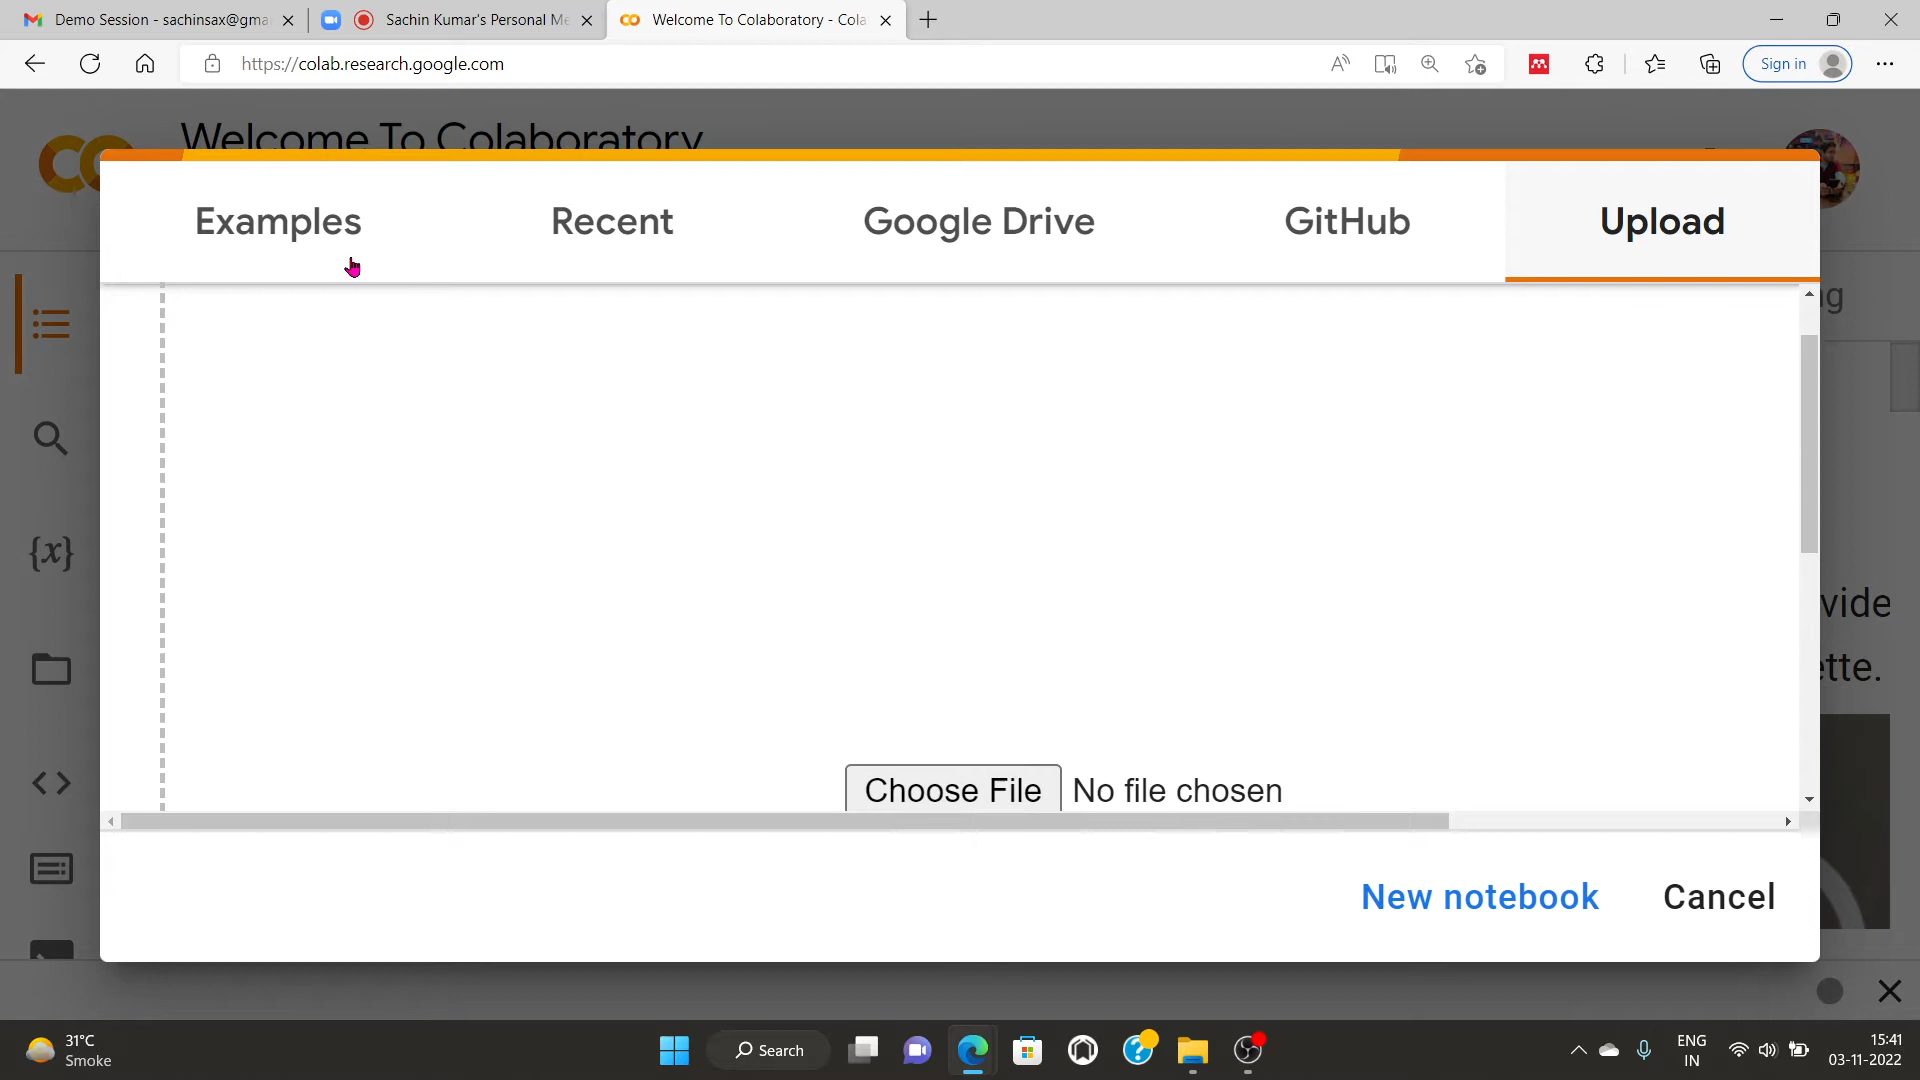 Demo Session - sachinsax@gma
Sachin Kumar's Personal Me
Welcome To Colaboratory - Cola
https://colab.research.google.com
Sign in
Welcome To Colaboratory
Examples
Recent
Google Drive
GitHub
Upload
{x}
vide
tte.
Choose File
No file chosen
New notebook
Cancel
31°C
Smoke
Search
ENG
IN
15:41
03-11-2022